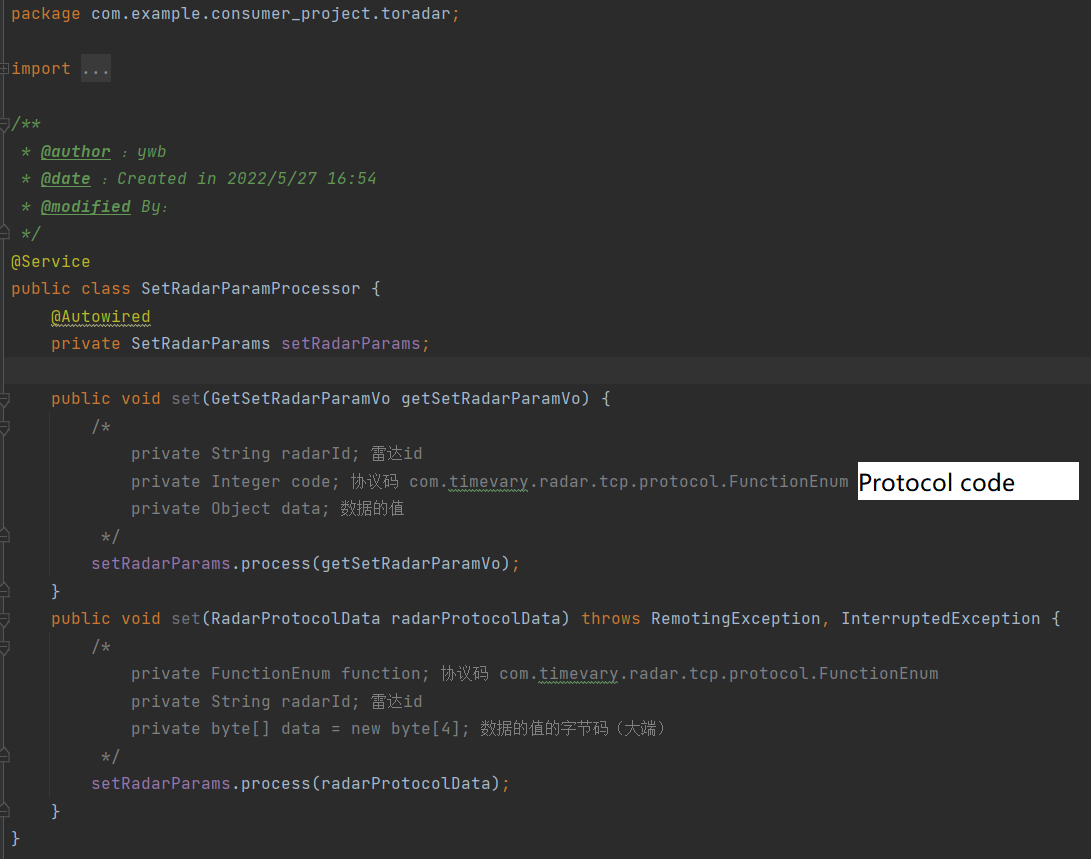 package com.example.consumer_project.toradar;
import ...
/**
* @author : ywb
* @date : Created in 2022/5/27 16:54
* @modified By:
*/
@Service
public class SetRadarParamProcessor {
@Autowired
private SetRadarParams setRadarParams;
public void set(GetSetRadarParamVo getSetRadarParamVo) {
/*
private String radarId; 雷达id
private Integer code; 协议码 com.timevary.radar.tcp.protocol.FunctionEnum Protocol code
private Object data; 数据的值
*/
setRadarParams.process(getSetRadarParamVo);
}
public void set(RadarProtocolData radarProtocolData) throws RemotingException, InterruptedException {
/*
private FunctionEnum function; 协议码 com.timevary.radar.tcp.protocol.FunctionEnum
private String radarId; 雷达id
private byte[] data = new byte[4]; 数据的值的字节码（大端）
*/
setRadarParams.process(radarProtocolData);
}
}